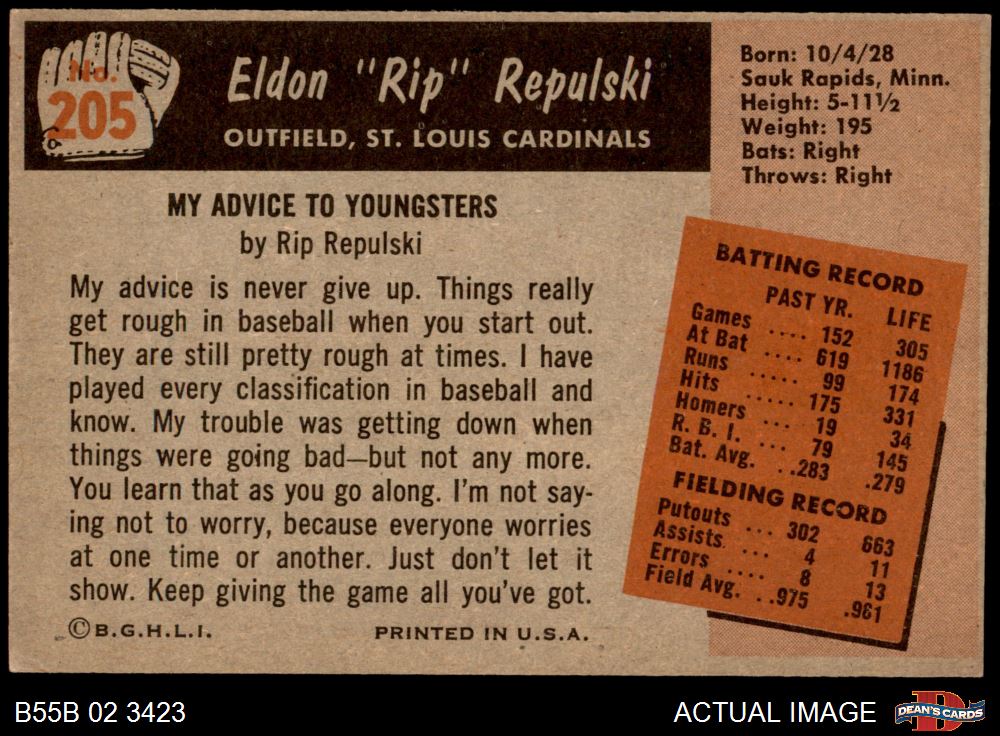 No.
205
Eldon "Rip" Repulski
OUTFIELD, ST. LOUIS CARDINALS
Born: 10/4/28
Sauk Rapids, Minn.
Height: 5-11½
Weight: 195
Bats: Right
Throws: Right
MY ADVICE TO YOUNGSTERS
by Rip Repulski
My advice is never give up. Things really
get rough in baseball when you start out.
They are still pretty rough at times. I have
played every classification in baseball and
know. My trouble was getting down when
things were going bad—but not any more.
You learn that as you go along. I'm not say-
ing not to worry, because everyone worries
at one time or another. Just don't let it
show. Keep giving the game all you've got.
©B.G.H.L.I. PRINTED IN U.S.A.
BATTING RECORD
PAST YR. LIFE
Games .... 152 305
At Bat .... 619 1186
Runs ..... 99 174
Hits ..... 175 331
Homers ... 19 34
R. B. I. ... 79 145
Bat. Avg. ..283 .279
FIELDING RECORD
Putouts ... 302 663
Assists ... 4 11
Errors .... 8 13
Field Avg. ..975 .981
B55B 02 3423
ACTUAL IMAGE
DEAN'S CARDS